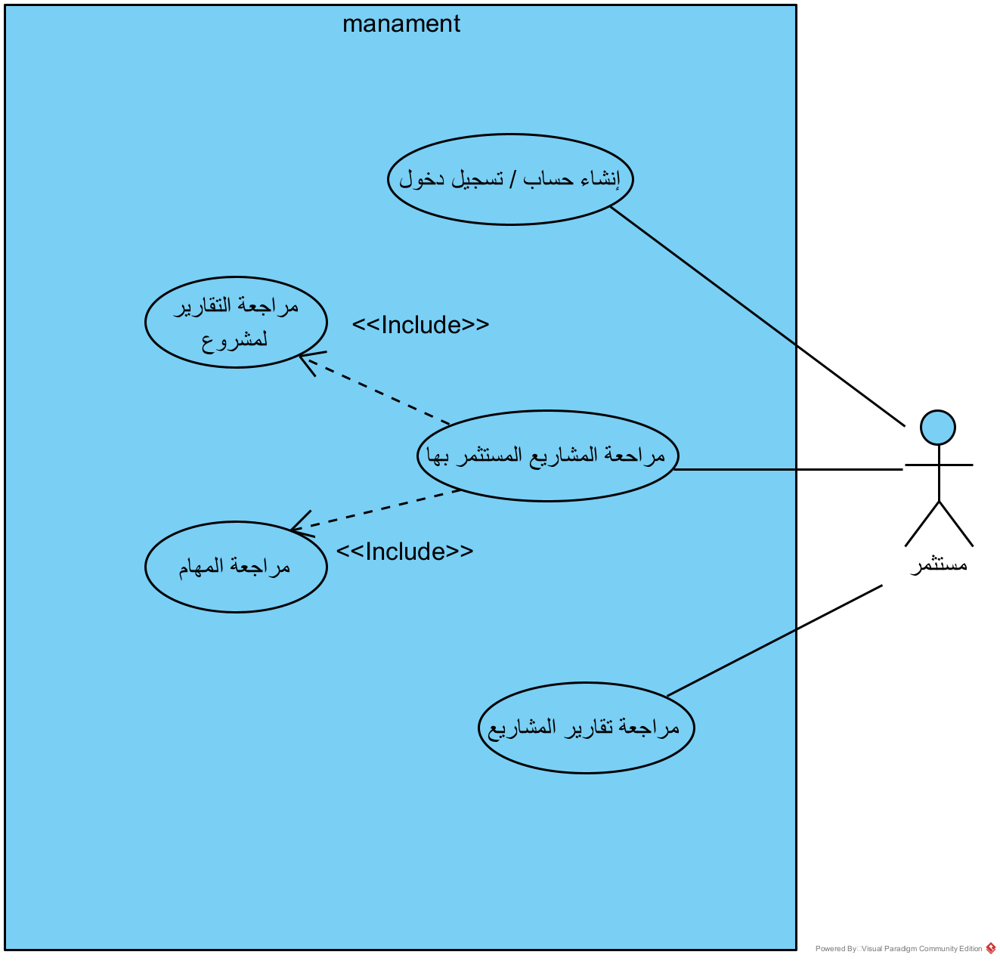 manament
إنشاء حساب / تسجيل دخول
مراجعة التقارير
لمشروع
<<Include>>
مراحعة المشاريع المستثمر بها
<<Include>>
مراجعة المهام
مستثمر
مراجعة تقارير المشاريع
Powered By Visual Paradigm Community Edition